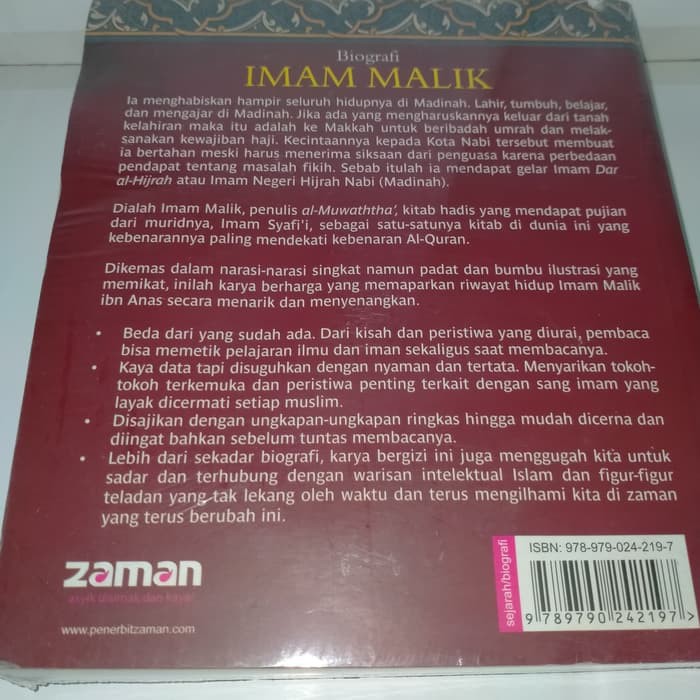 Biografi
IMAM MALIK
Ia menghabiskan hampir seluruh hidupnya di Madinah. Lahir, tumbuh, belajar,
dan mengajar di Madinah. Jika ada yang mengharuskannya keluar dari tanah
kelahiran maka itu adalah ke Makkah untuk beribadah umrah dan melak-
sanakan kewajiban haji. Kecintaannya kepada Kota Nabi tersebut membuat
ia bertahan meski harus menerima siksaan dari penguasa karena perbedaan
pendapat tentang masalah fikih. Sebab itulah ia mendapat gelar Imam Dar
al-Hijrah atau Imam Negeri Hijrah Nabi (Madinah).
Dialah Imam Malik, penulis al-Muwaththa’, kitab hadis yang mendapat pujian
dari muridnya, Imam Syafi'i, sebagai satu-satunya kitab di dunia ini yang
kebenarannya paling mendekati kebenaran Al-Quran.
Dikemas dalam narasi-narasi singkat namun padat dan bumbu ilustrasi yang
memikat, inilah karya berharga yang memaparkan riwayat hidup Imam Malik
ibn Anas secara menarik dan menyenangkan.
• Beda dari yang sudah ada. Dari kisah dan peristiwa yang diurai, pembaca
bisa memetik pelajaran ilmu dan iman sekaligus saat membacanya.
• Kaya data tapi disuguhkan dengan nyaman dan tertata. Menyarikan tokoh-
tokoh terkemuka dan peristiwa penting terkait dengan sang imam yang
layak dicermati setiap muslim.
• Disajikan dengan ungkapan-ungkapan ringkas hingga mudah dicerna dan
diingat bahkan sebelum tuntas membacanya.
• Lebih dari sekadar biografi, karya bergizi ini juga menggugah kita untuk
sadar dan terhubung dengan warisan intelektual Islam dan figur-figur
teladan yang tak lekang oleh waktu dan terus mengilhami kita di zaman
yang terus berubah ini.
zaman
asyik disimak dan kaya!
www.penerbitzaman.com
sejarah/biografi
ISBN: 978-979-024-219-7
9 789790 242197 >